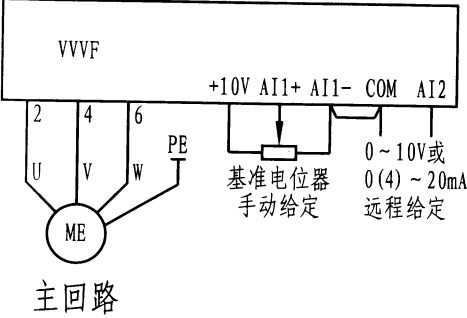 VVVF
+10V AI1+ AI1- COM AI2
2 4 6
PE
U V W
0～10V或
0(4)～20mA
远程给定
基准电位器
手动给定
ME
主回路